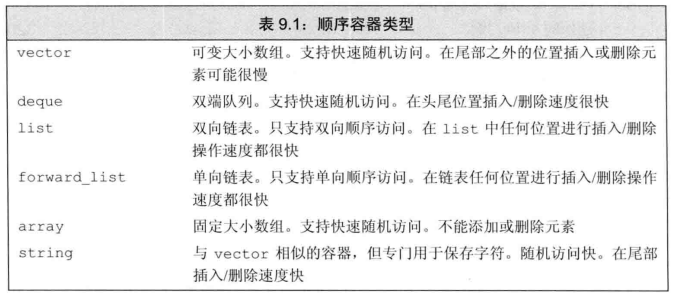 表 9.1：顺序容器类型
vector 可变大小数组。支持快速随机访问。在尾部之外的位置插入或删除元
素可能很慢
deque 双端队列。支持快速随机访问。在头尾位置插入/删除速度很快
list 双向链表。只支持双向顺序访问。在 list 中任何位置进行插入/删除
操作速度都很快
forward_list 单向链表。只支持单向顺序访问。在链表任何位置进行插入/删除操作
速度都很快
array 固定大小数组。支持快速随机访问。不能添加或删除元素
string 与 vector 相似的容器，但专门用于保存字符。随机访问快。在尾部
插入/删除速度快